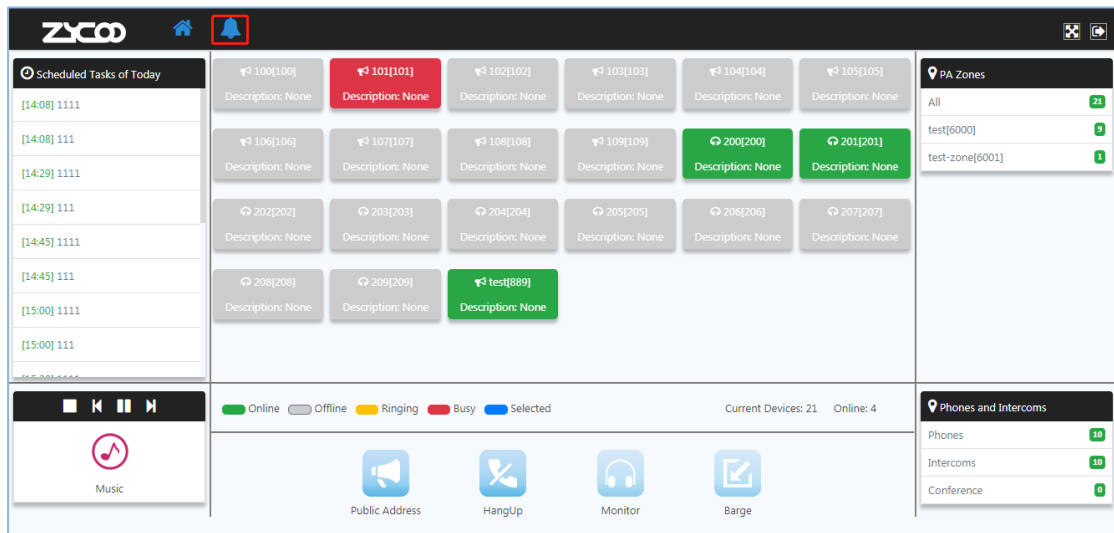 ZYCOO
Scheduled Tasks of Today
[14:08] 1111
[14:08] 111
[14:29] 1111
[14:29] 111
[14:45] 1111
[14:45] 111
[15:00] 1111
[15:00] 111
100[100]
Description: None
101[101]
Description: None
102[102]
Description: None
103[103]
Description: None
104[104]
Description: None
105[105]
Description: None
106[106]
Description: None
107[107]
Description: None
108[108]
Description: None
109[109]
Description: None
200[200]
Description: None
201[201]
Description: None
202[202]
Description: None
203[203]
Description: None
204[204]
Description: None
205[205]
Description: None
206[206]
Description: None
207[207]
Description: None
208[208]
Description: None
209[209]
Description: None
test[889]
Description: None
PA Zones
All 21
test[6000] 9
test-zone[6001] 1
Music
Online Offline Ringing Busy Selected Current Devices: 21 Online: 4
Public Address HangUp Monitor Barge
Phones and Intercoms
Phones 10
Intercoms 10
Conference 0